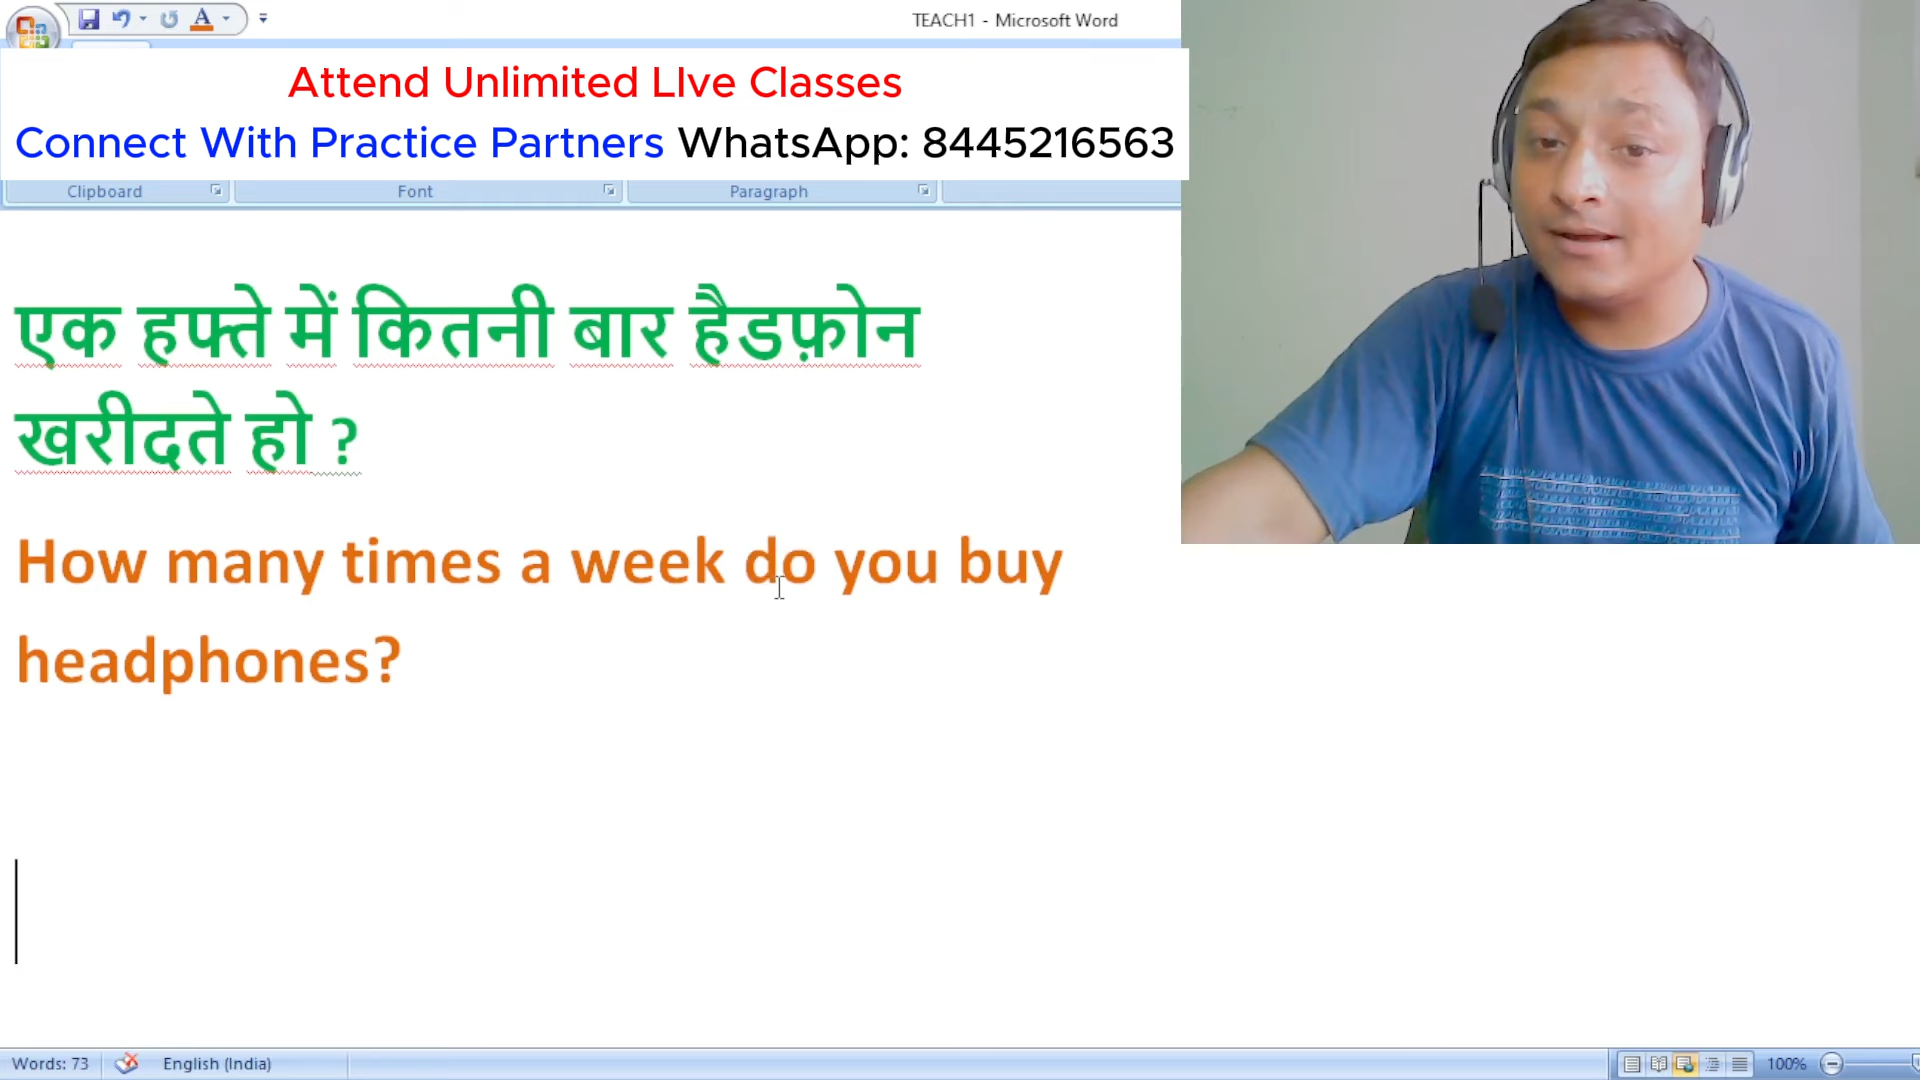 TEACH1 - Microsoft Word
Attend Unlimited LIve Classes
Connect With Practice Partners WhatsApp: 8445216563
Clipboard Font Paragraph
एक हफ्ते में कितनी बार हैडफ़ोन
खरीदते हो ?
How many times a week do you buy
headphones?
Words: 73 English (India) 100%